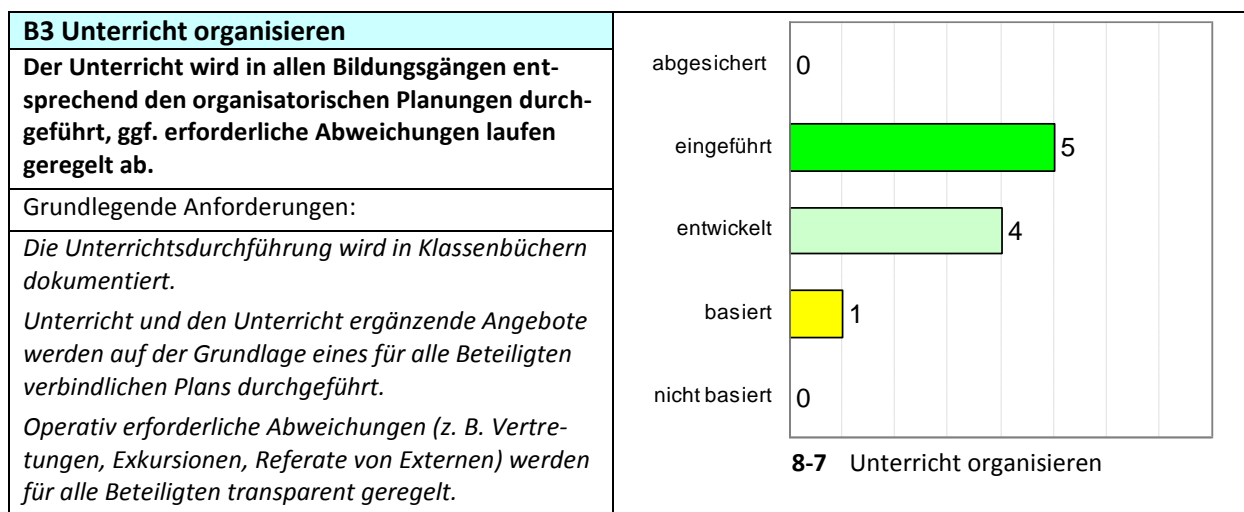 B3 Unterricht organisieren
Der Unterricht wird in allen Bildungsgängen ent-
sprechend den organisatorischen Planungen durch-
geführt, ggf. erforderliche Abweichungen laufen
geregelt ab.
Grundlegende Anforderungen:
Die Unterrichtsdurchführung wird in Klassenbüchern
dokumentiert.
Unterricht und den Unterricht ergänzende Angebote
werden auf der Grundlage eines für alle Beteiligten
verbindlichen Plans durchgeführt.
Operativ erforderliche Abweichungen (z. B. Vertre-
tungen, Exkursionen, Referate von Externen) werden
für alle Beteiligten transparent geregelt.
abgesichert 0
eingeführt 5
entwickelt 4
basiert 1
nicht basiert 0
8-7 Unterricht organisieren